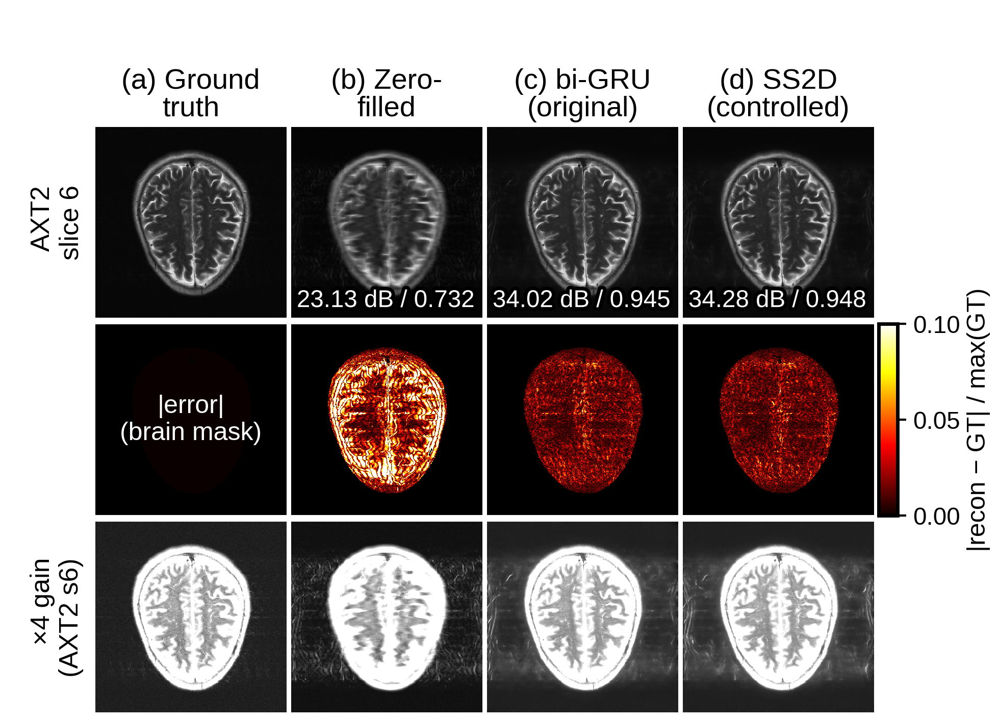 (a) Ground
truth
(b) Zero-
filled
(c) bi-GRU
(original)
(d) SS2D
(controlled)
AXT2
slice 6
23.13 dB / 0.732
34.02 dB / 0.945
34.28 dB / 0.948
|error|
(brain mask)
0.10
0.05
0.00
|recon − GT| / max(GT)
×4 gain
(AXT2 s6)